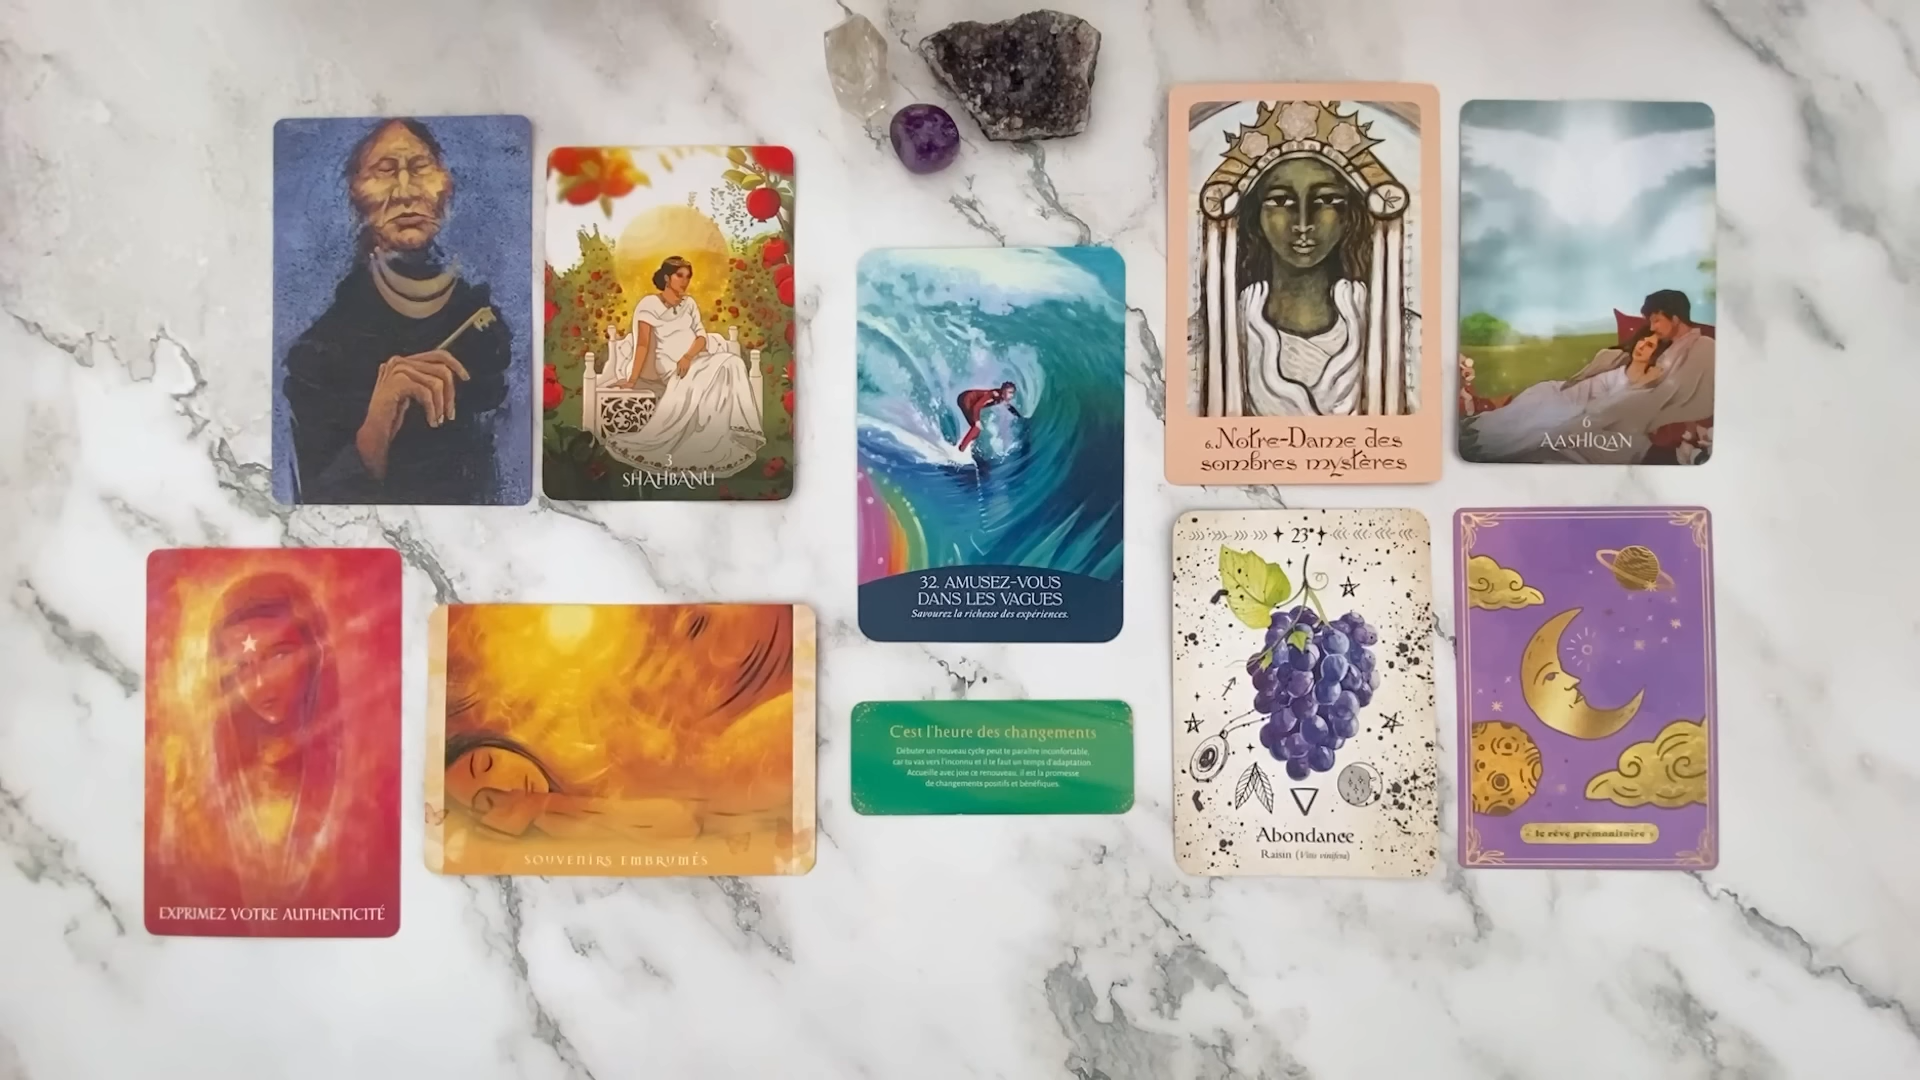 3
SHAHBANU
EXPRIMEZ VOTRE AUTHENTICITÉ
SOUVENIRS EMBRUMÉS
32. AMUSEZ-VOUS
DANS LES VAGUES
Savourez la richesse des expériences.
C'est l'heure des changements
Débuter un nouveau cycle peut te paraître inconfortable,
car tu vas vers l'inconnu et il te faut un temps d'adaptation.
Accueille avec joie ce renouveau, il est la promesse
de changements positifs et bénéfiques.
6. Notre-Dame des
sombres mystères
6
AASHIQAN
23
Abondance
Raisin (Vitis vinifera)
le rêve prémonitoire